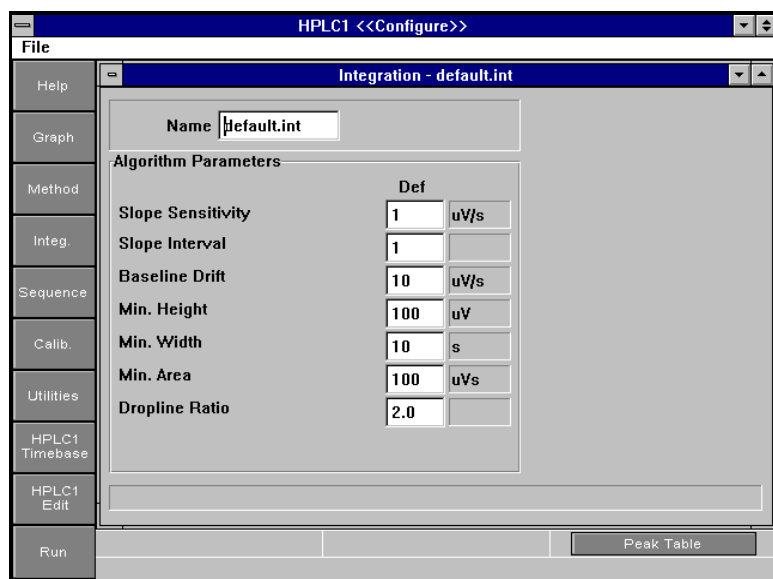 HPLC1 <<Configure>>
File
Help
Graph
Method
Integ.
Sequence
Calib.
Utilities
HPLC1
Timebase
HPLC1
Edit
Run
Integration - default.int
Name default.int
Algorithm Parameters
Def
Slope Sensitivity 1 uV/s
Slope Interval 1
Baseline Drift 10 uV/s
Min. Height 100 uV
Min. Width 10 s
Min. Area 100 uVs
Dropline Ratio 2.0
Peak Table